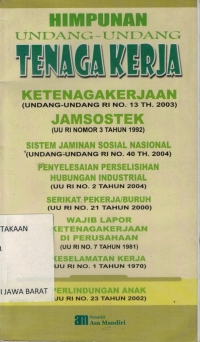 HIMPUNAN
UNDANG-UNDANG
TENAGA KERJA
KETENAGAKERJAAN
(UNDANG-UNDANG RI NO. 13 TH. 2003)
JAMSOSTEK
(UU RI NOMOR 3 TAHUN 1992)
SISTEM JAMINAN SOSIAL NASIONAL
(UNDANG-UNDANG RI NO. 40 TH. 2004)
PENYELESAIAN PERSELISIHAN
HUBUNGAN INDUSTRIAL
(UU RI NO. 2 TAHUN 2004)
SERIKAT PEKERJA/BURUH
(UU RI NO. 21 TAHUN 2000)
WAJIB LAPOR
KETENAGAKERJAAN
DI PERUSAHAAN
(UU RI NO. 7 TAHUN 1981)
KESELAMATAN KERJA
(UU RI NO. 1 TAHUN 1970)
PERLINDUNGAN ANAK
(UU RI NO. 23 TAHUN 2002)
TAKAAN
I JAWA BARAT
Penerbit
Asa Mandiri